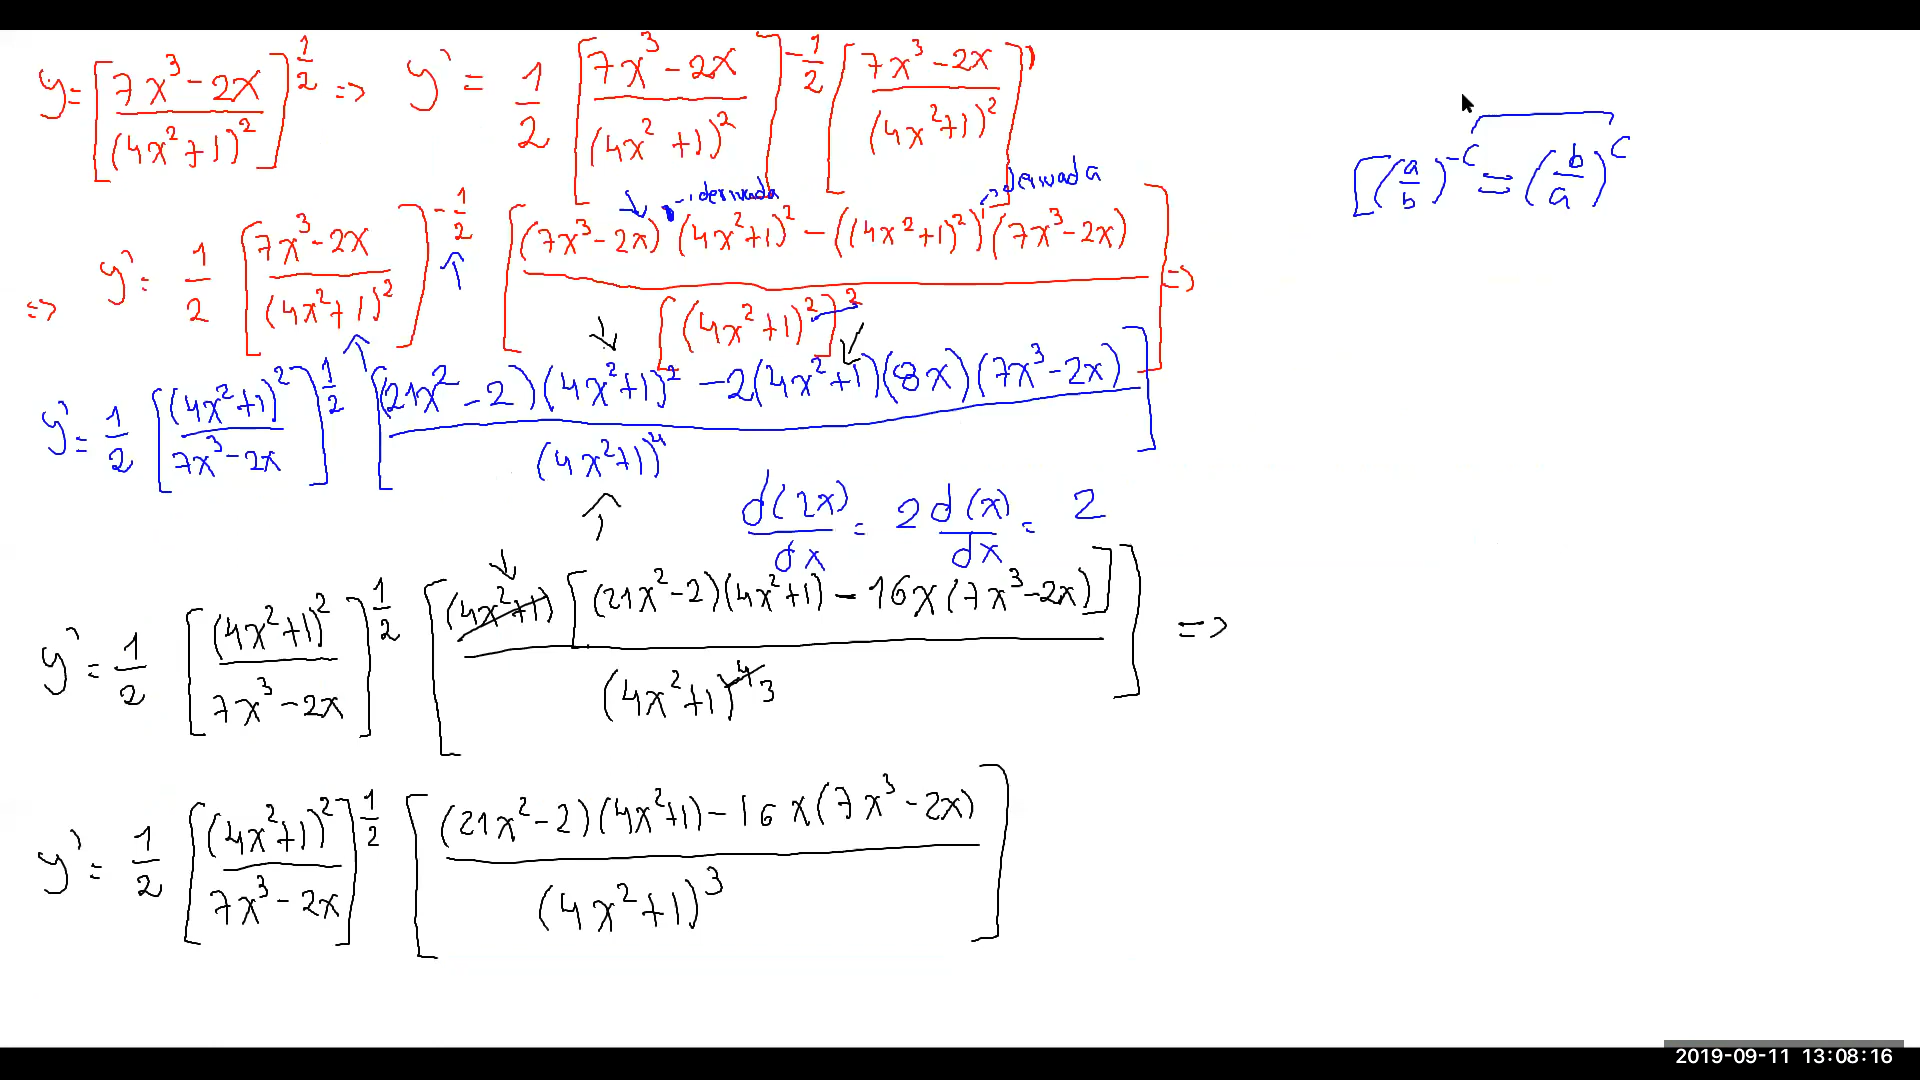 y = [(7x³ - 2x)/(4x² + 1)²]^(1/2) => y' = 1/2 [(7x³ - 2x)/(4x² + 1)²]^(-1/2) [(7x³ - 2x)/(4x² + 1)²]'
[(a/b)^(-c) = (b/a)^c
derivada derivada
=> y' = 1/2 [(7x³ - 2x)/(4x² + 1)²]^(-1/2) [((7x³ - 2x)' (4x² + 1)² - ((4x² + 1)²)' (7x³ - 2x))/[(4x² + 1)²]²] =>
y' = 1/2 [(4x² + 1)²/(7x³ - 2x)]^(1/2) [((21x² - 2)(4x² + 1)² - 2(4x² + 1)(8x)(7x³ - 2x))/(4x² + 1)⁴]
d(2x)/dx = 2 d(x)/dx = 2
y' = 1/2 [(4x² + 1)²/(7x³ - 2x)]^(1/2) [(4x² + 1)[(21x² - 2)(4x² + 1) - 16x(7x³ - 2x)]/(4x² + 1)^4 3] =>
y' = 1/2 [(4x² + 1)²/(7x³ - 2x)]^(1/2) [((21x² - 2)(4x² + 1) - 16x(7x³ - 2x))/(4x² + 1)³]
2019-09-11 13:08:16